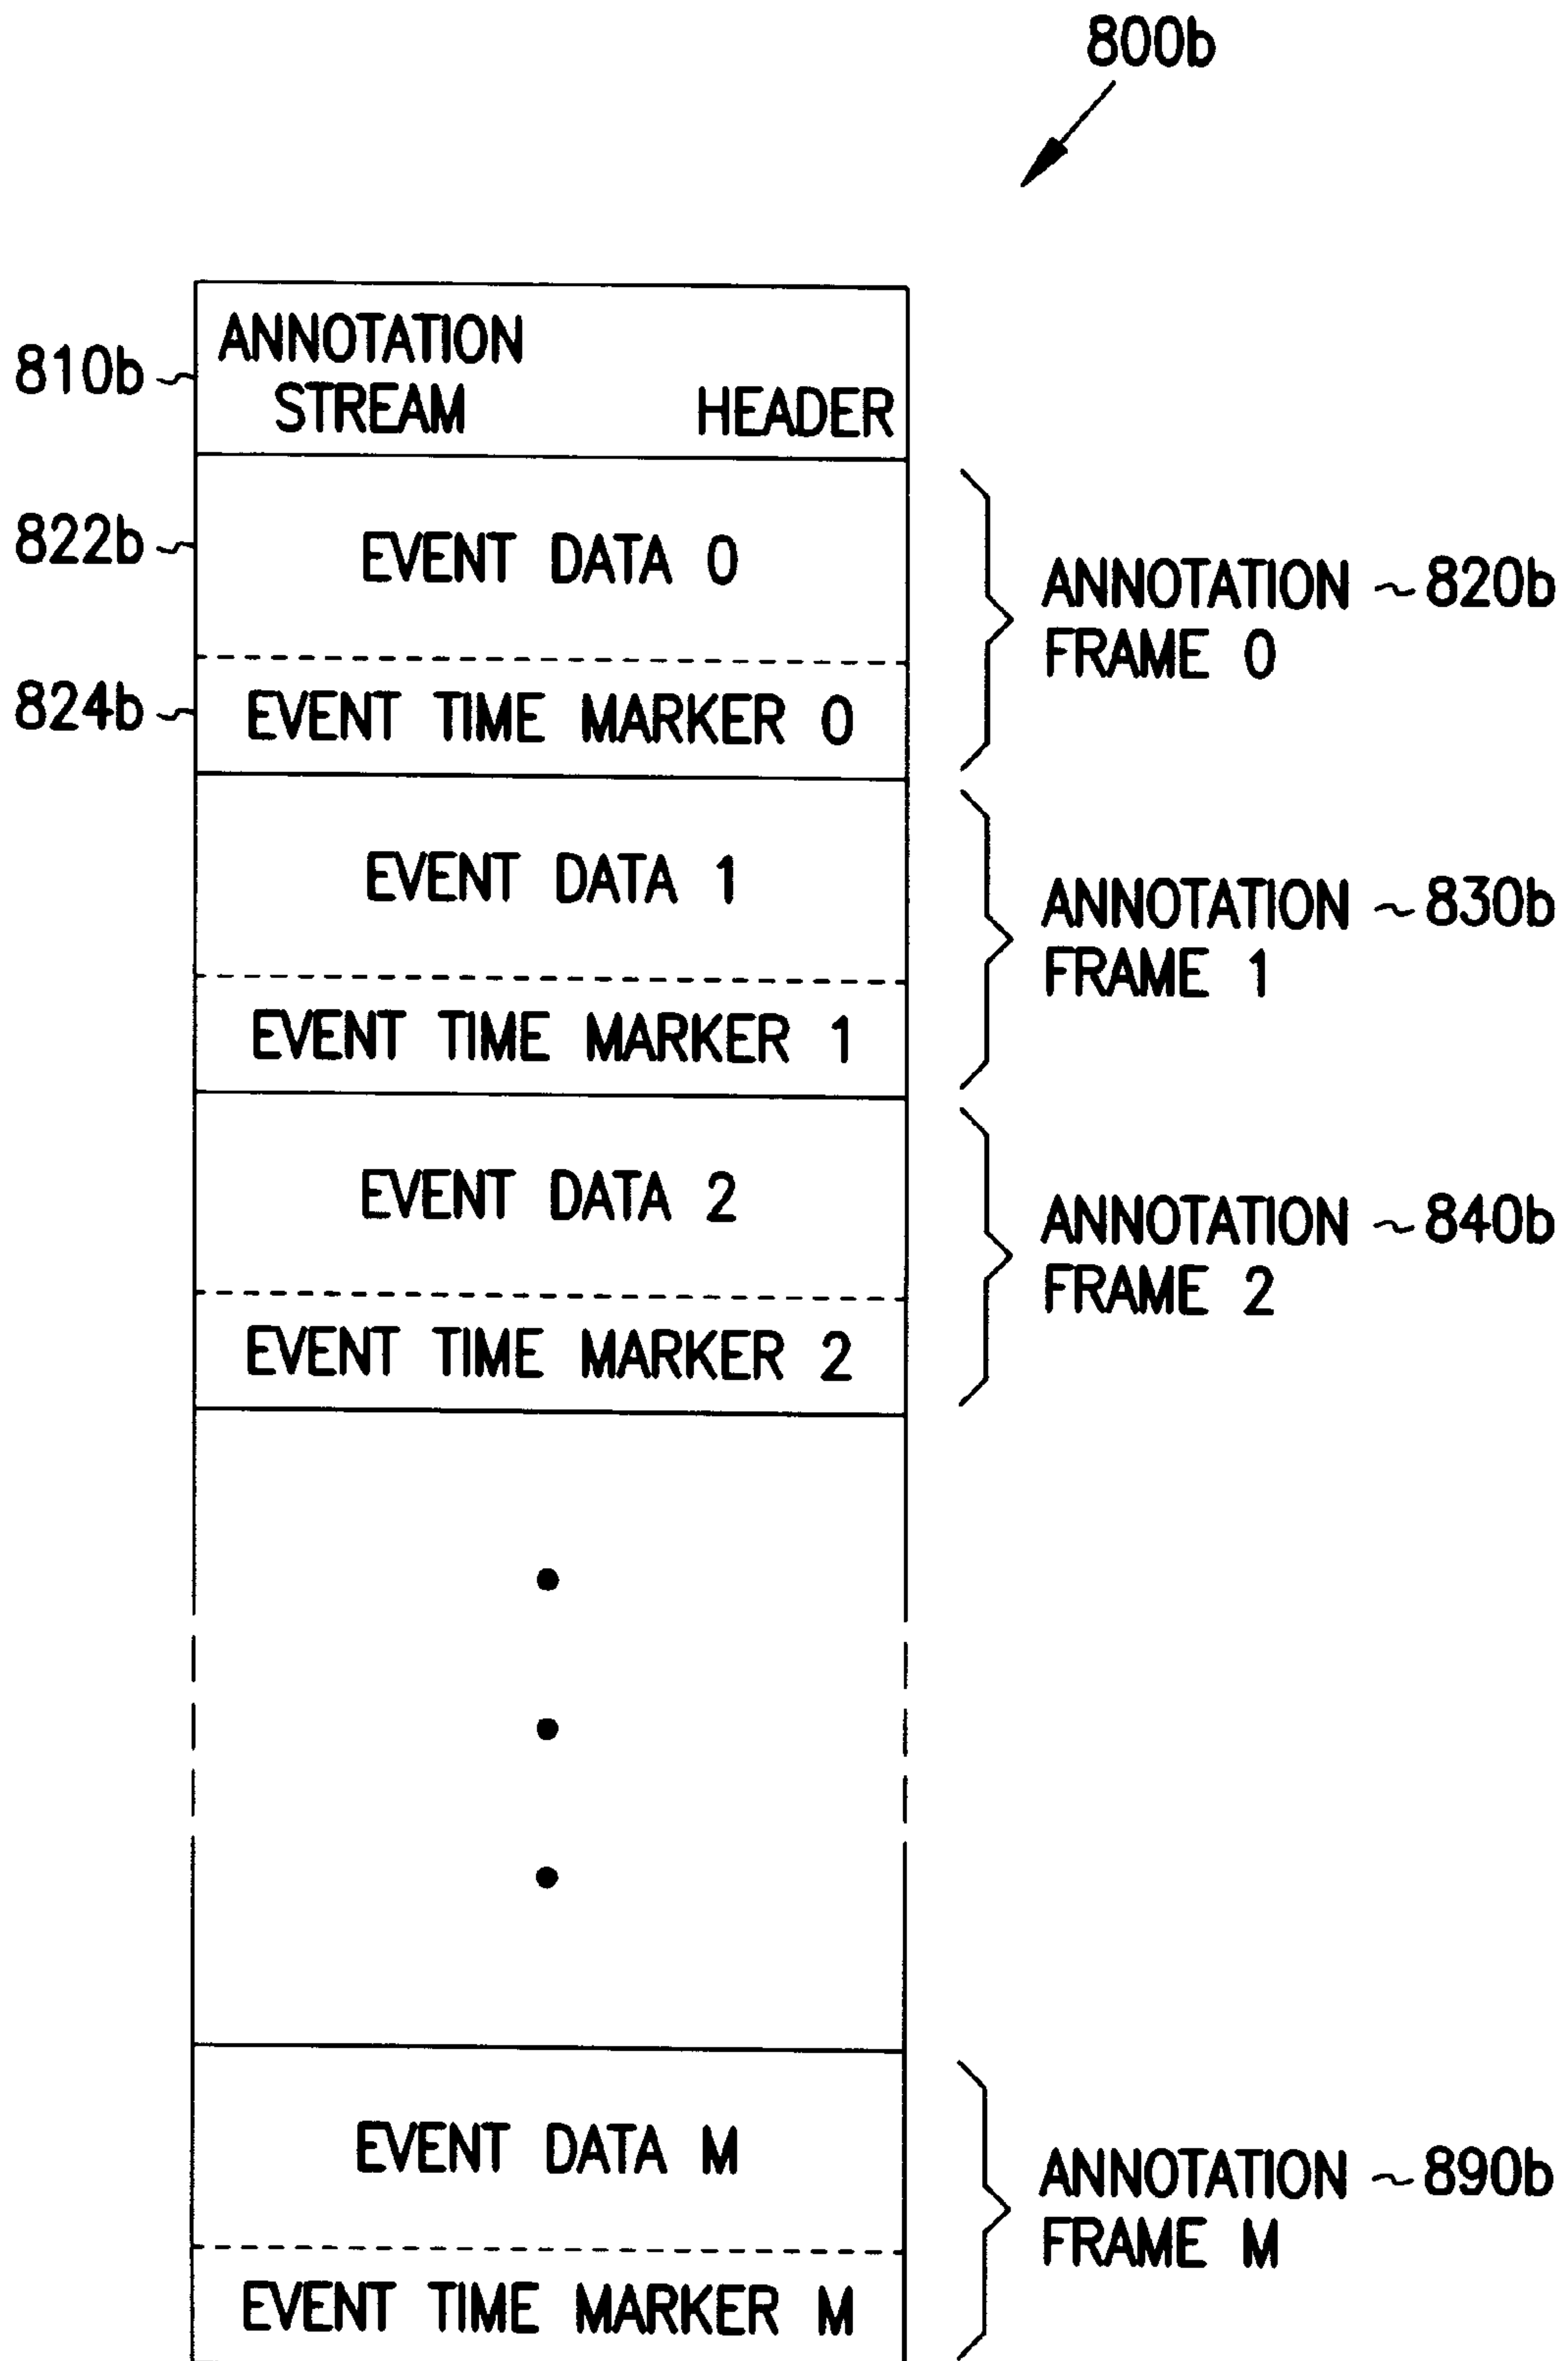 800b
ANNOTATION
810b
STREAM HEADER
822b
EVENT DATA 0
ANNOTATION 820b
FRAME 0
824b
EVENT TIME MARKER 0
EVENT DATA 1
ANNOTATION 830b
FRAME 1
EVENT TIME MARKER 1
EVENT DATA 2
ANNOTATION 840b
FRAME 2
EVENT TIME MARKER 2
EVENT DATA M
ANNOTATION 890b
FRAME M
EVENT TIME MARKER M